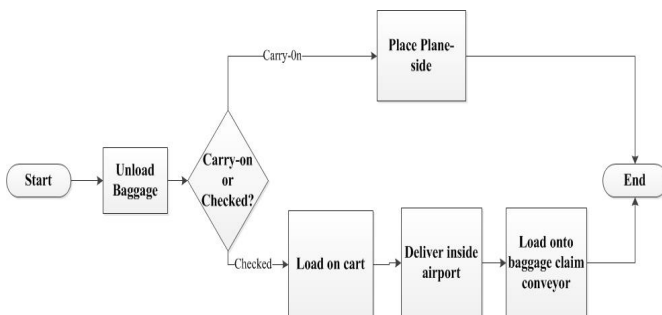 Carry-On
Place Plane-
side
Start
Unload
Baggage
Carry-on
or
Checked?
End
Checked
Load on cart
Deliver inside
airport
Load onto
baggage claim
conveyor